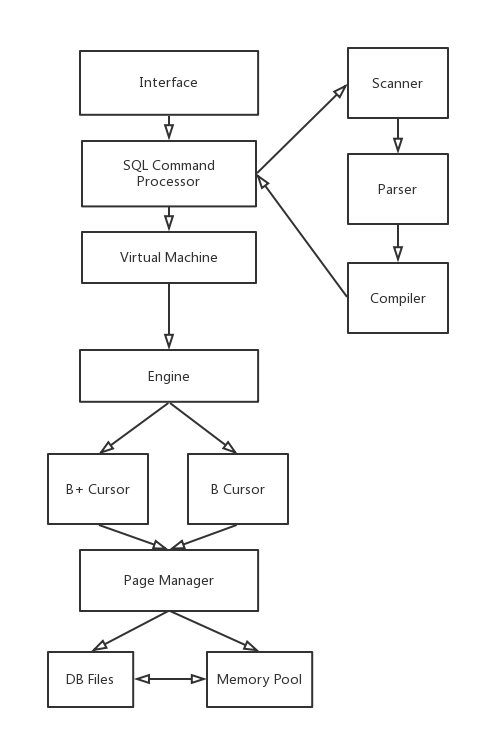 Interface
SQL Command
Processor
Virtual Machine
Scanner
Parser
Compiler
Engine
B+ Cursor
B Cursor
Page Manager
DB Files
Memory Pool